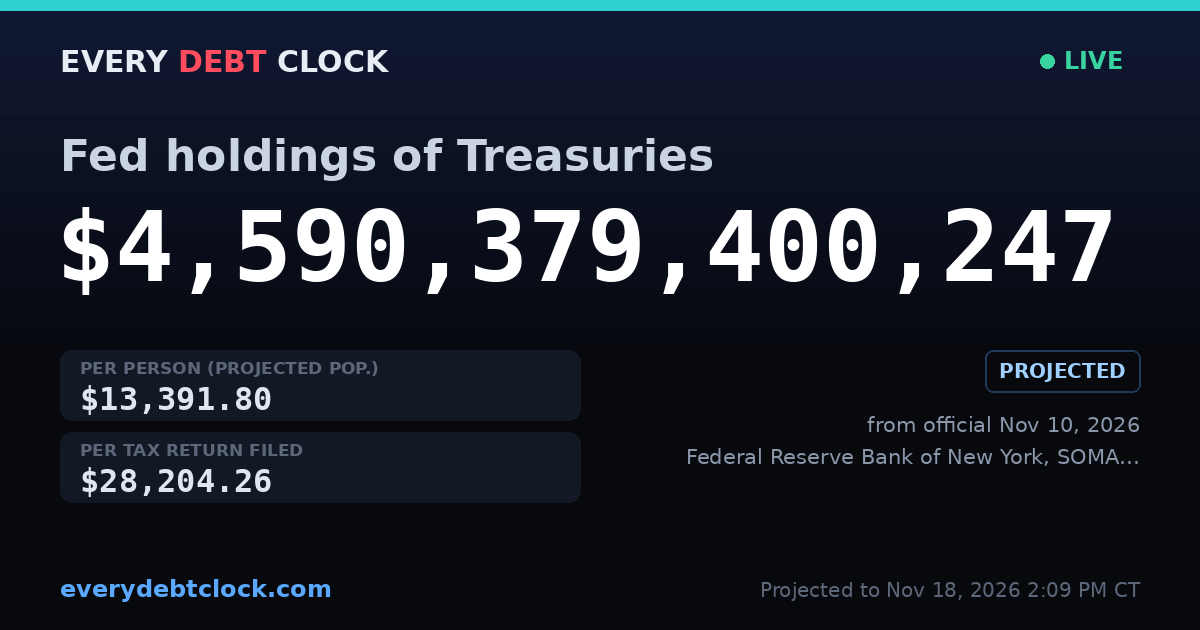 EVERY DEBT CLOCK
LIVE
Fed holdings of Treasuries
$4,590,379,400,247
PER PERSON (PROJECTED POP.)
$13,391.80
PER TAX RETURN FILED
$28,204.26
PROJECTED
from official Nov 10, 2026
Federal Reserve Bank of New York, SOMA…
everydebtclock.com
Projected to Nov 18, 2026 2:09 PM CT